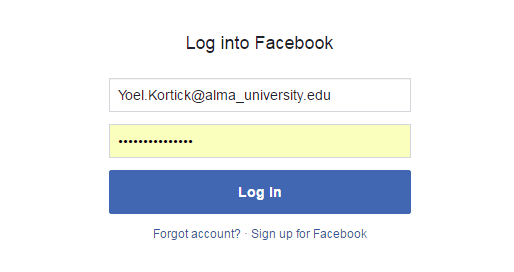 Log into Facebook
Yoel.Kortick@alma_university.edu
•••••••••••••••
Log In
Forgot account? · Sign up for Facebook